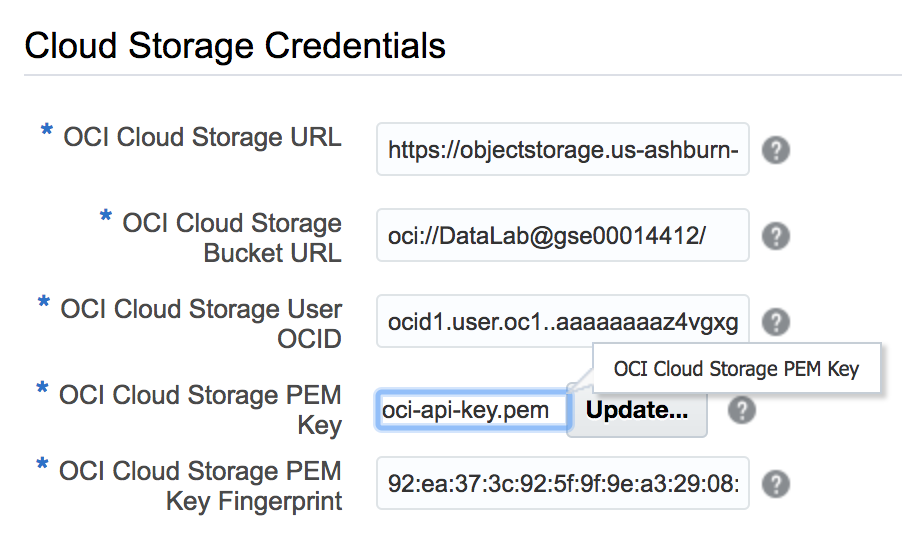 Cloud Storage Credentials
* OCI Cloud Storage URL
https://objectstorage.us-ashburn-
?
* OCI Cloud Storage
Bucket URL
oci://DataLab@gse00014412/
?
* OCI Cloud Storage User
OCID
ocid1.user.oc1..aaaaaaaaz4vgxg
?
OCI Cloud Storage PEM Key
* OCI Cloud Storage PEM
Key
oci-api-key.pem
Update...
?
* OCI Cloud Storage PEM
Key Fingerprint
92:ea:37:3c:92:5f:9f:9e:a3:29:08:
?